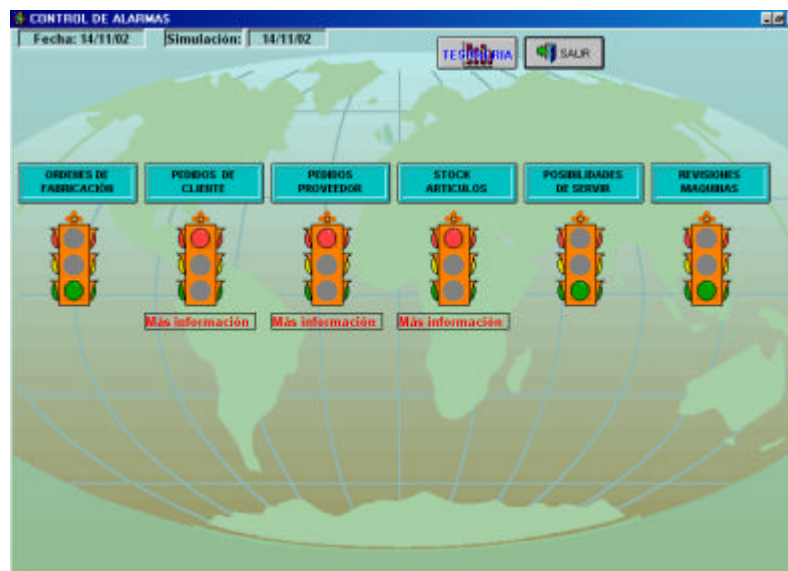 CONTROL DE ALARMAS
Fecha: 14/11/02 Simulación: 14/11/02
TESORERIA SALIR
ORDENES DE FABRICACIÓN
PEDIDOS DE CLIENTE
PEDIDOS PROVEEDOR
STOCK ARTICULOS
POSIBILIDADES DE SERVIR
REVISIONES MAQUINAS
Más información Más información Más información